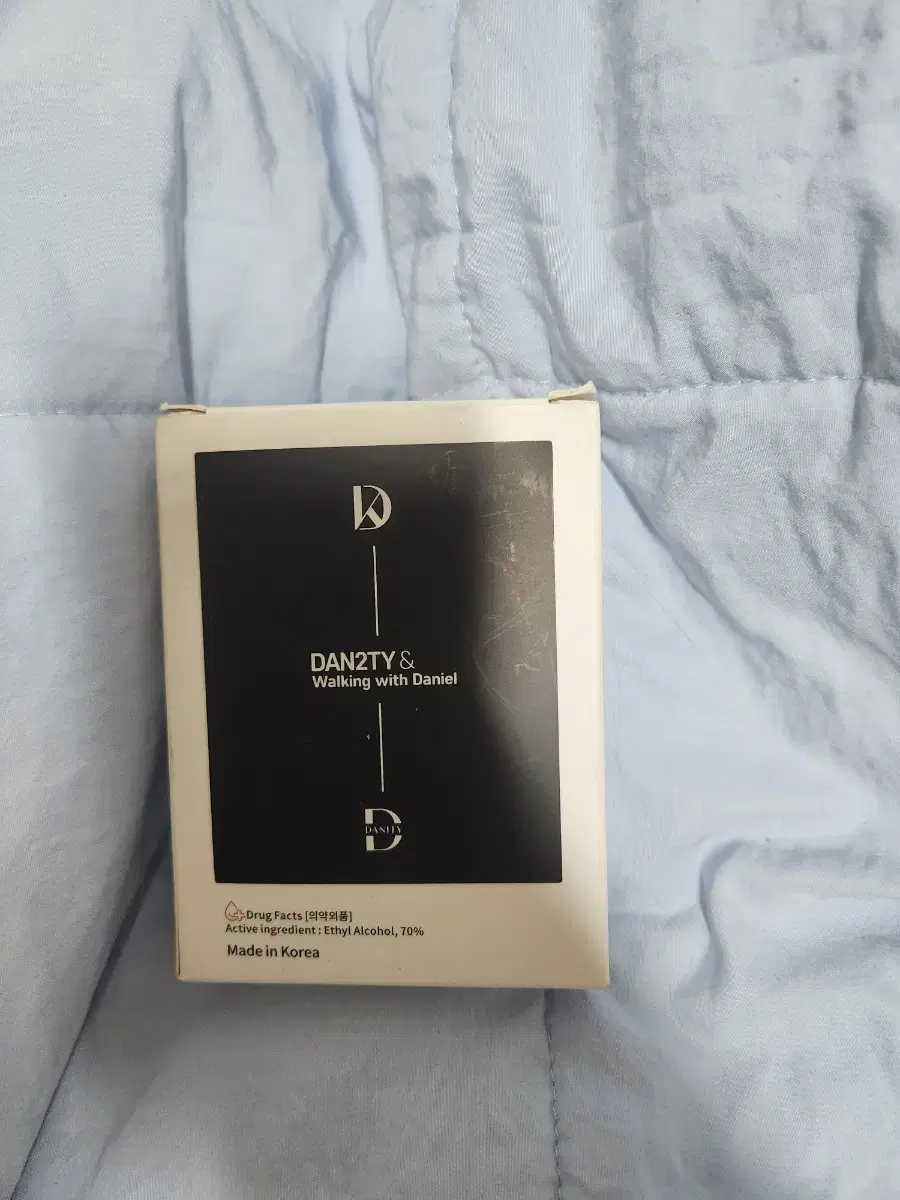 KD
DAN2TY &
Walking with Daniel
DANITY
Drug Facts [의약외품]
Active ingredient : Ethyl Alcohol, 70%
Made in Korea